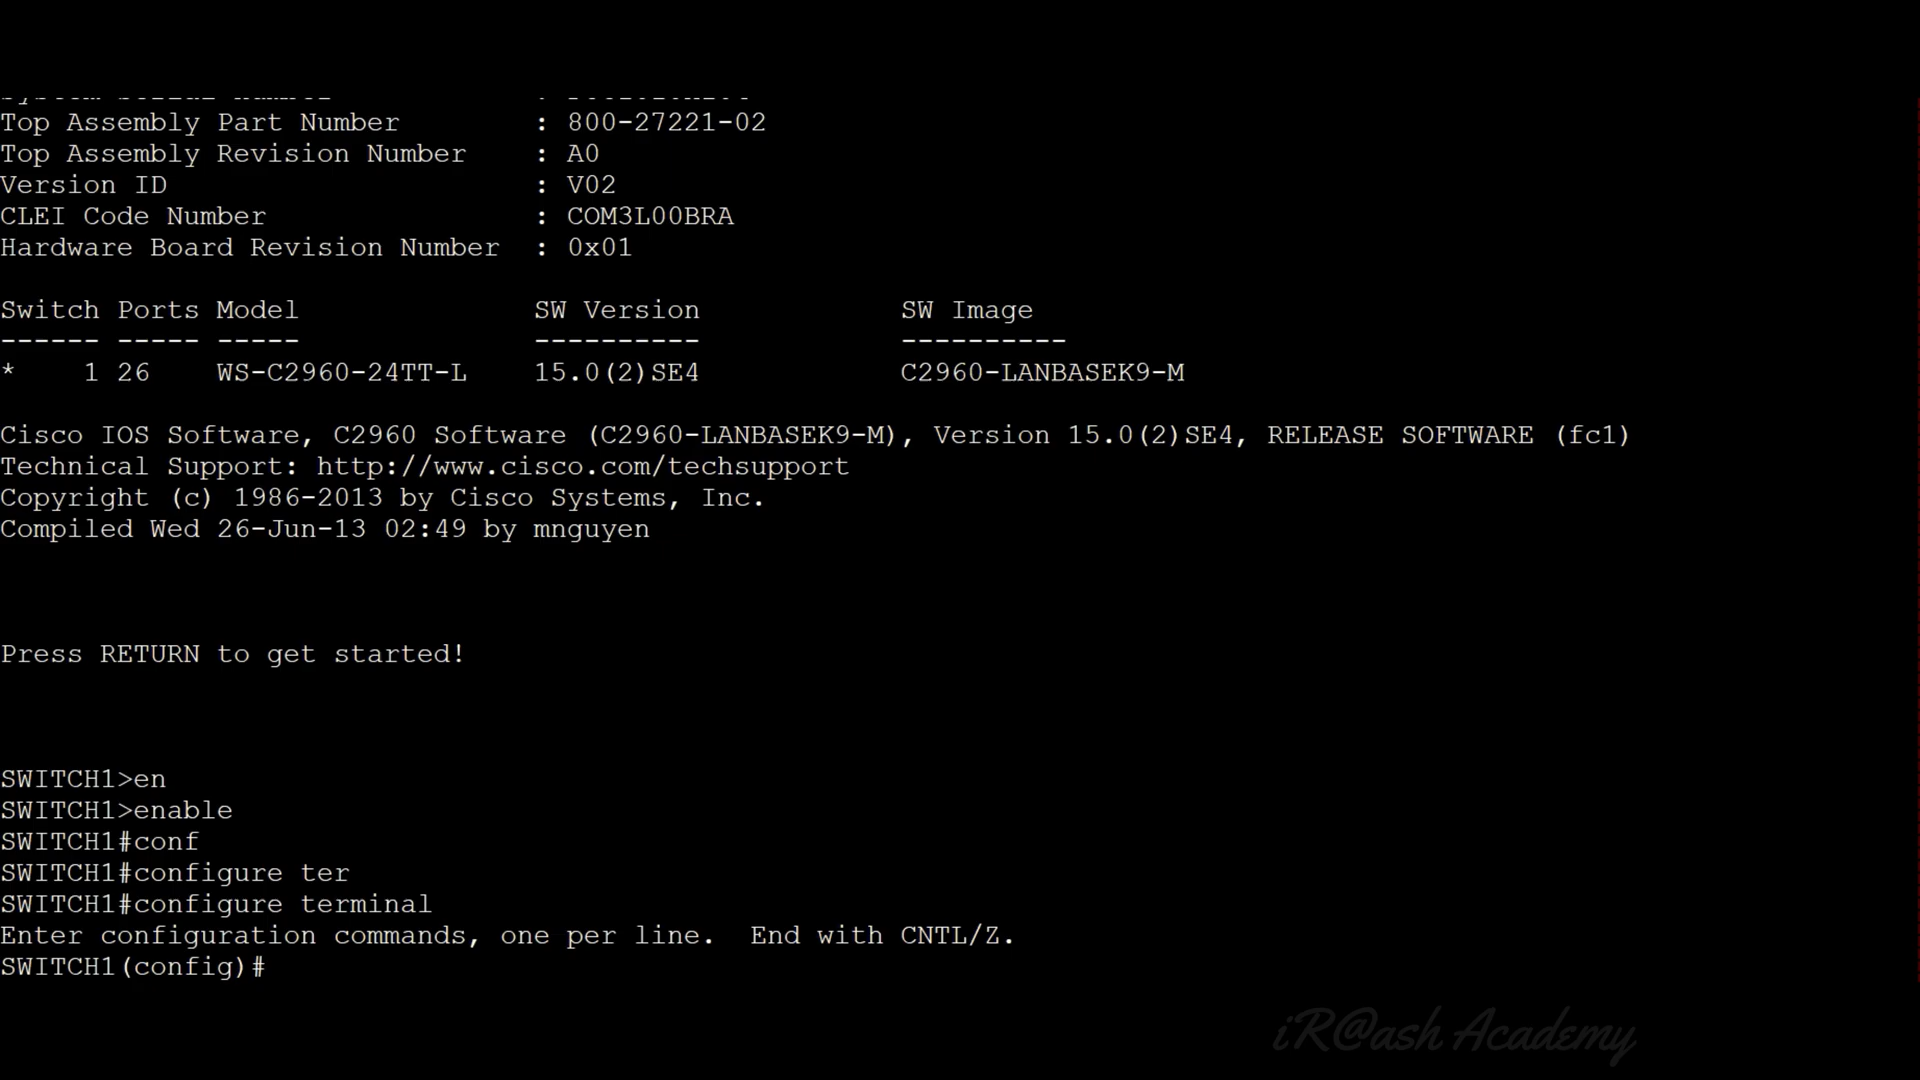 Top Assembly Part Number : 800-27221-02
Top Assembly Revision Number : A0
Version ID : V02
CLEI Code Number : COM3L00BRA
Hardware Board Revision Number : 0x01
Switch Ports Model SW Version SW Image
------ ----- ----- ---------- ----------
* 1 26 WS-C2960-24TT-L 15.0(2)SE4 C2960-LANBASEK9-M
Cisco IOS Software, C2960 Software (C2960-LANBASEK9-M), Version 15.0(2)SE4, RELEASE SOFTWARE (fc1)
Technical Support: http://www.cisco.com/techsupport
Copyright (c) 1986-2013 by Cisco Systems, Inc.
Compiled Wed 26-Jun-13 02:49 by mnguyen
Press RETURN to get started!
SWITCH1>en
SWITCH1>enable
SWITCH1#conf
SWITCH1#configure ter
SWITCH1#configure terminal
Enter configuration commands, one per line. End with CNTL/Z.
SWITCH1(config)#
iR@ash Academy